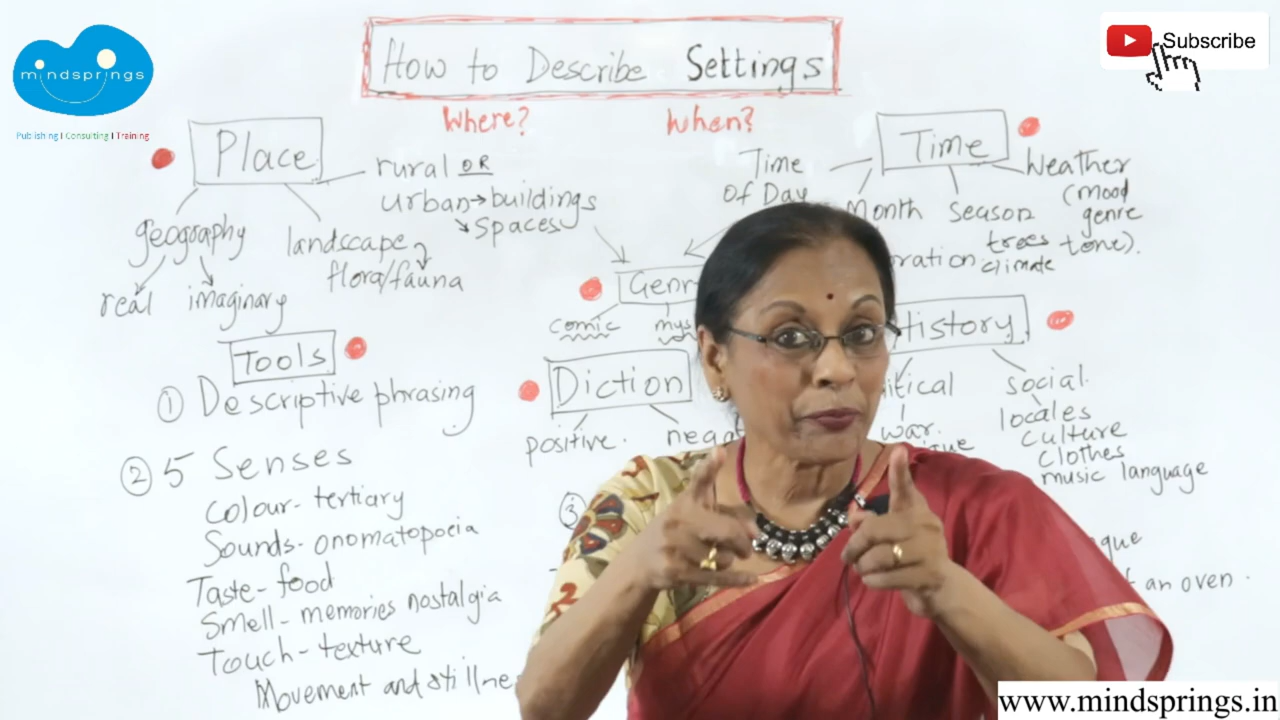 mindsprings
Publishing I Consulting I Training
How to Describe Settings
Subscribe
Where?
When?
Place
rural OR
urban → buildings
spaces
geography
real
imaginary
landscape
flora/fauna
Time
Time
of Day
Month
Season
trees
climate
Weather
(mood
genre
tone).
comic
History
social
locales
culture
clothes
music language
war.
Tools
① Descriptive phrasing
② 5 Senses
Colour - tertiary
Sounds - onomatopoeia
Taste - food
Smell - memories nostalgia
Touch - texture
Movement and
Diction
positive.
③
an oven.
www.mindsprings.in